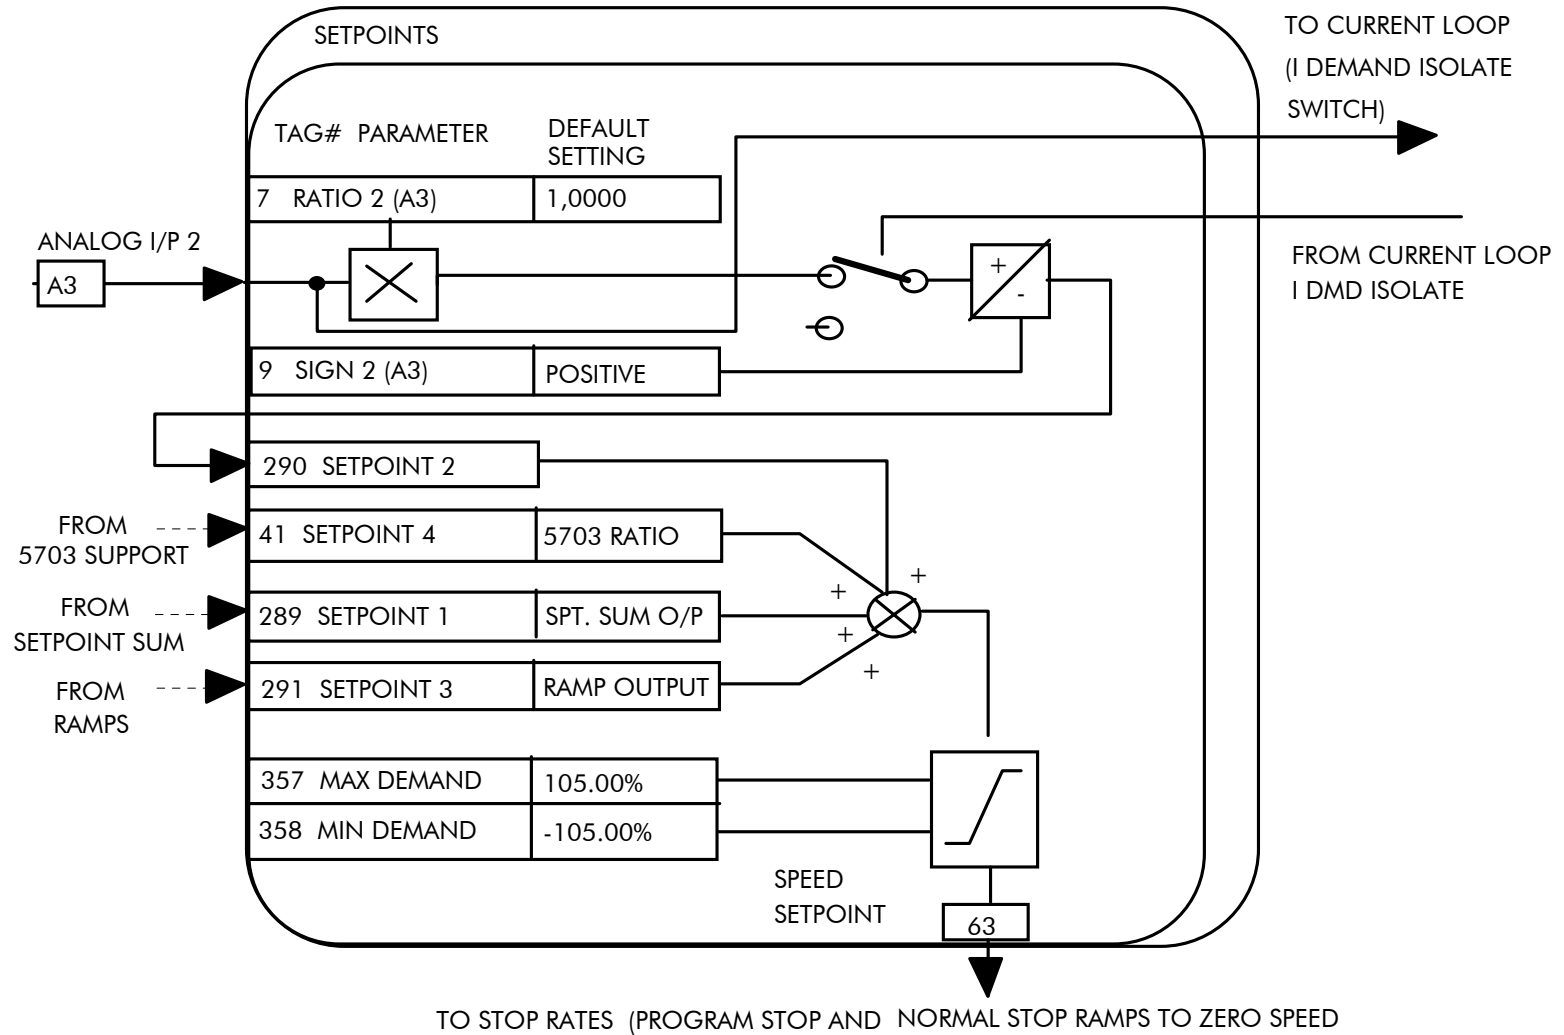 SETPOINTS
TO CURRENT LOOP
(I DEMAND ISOLATE
SWITCH)
TAG# PARAMETER
DEFAULT
SETTING
7 RATIO 2 (A3)
1,0000
ANALOG I/P 2
A3
+
-
FROM CURRENT LOOP
I DMD ISOLATE
9 SIGN 2 (A3)
POSITIVE
290 SETPOINT 2
FROM
5703 SUPPORT
41 SETPOINT 4
5703 RATIO
+
+
FROM
SETPOINT SUM
289 SETPOINT 1
SPT. SUM O/P
+
+
FROM
RAMPS
291 SETPOINT 3
RAMP OUTPUT
357 MAX DEMAND
105.00%
358 MIN DEMAND
-105.00%
SPEED
SETPOINT
63
TO STOP RATES (PROGRAM STOP AND NORMAL STOP RAMPS TO ZERO SPEED